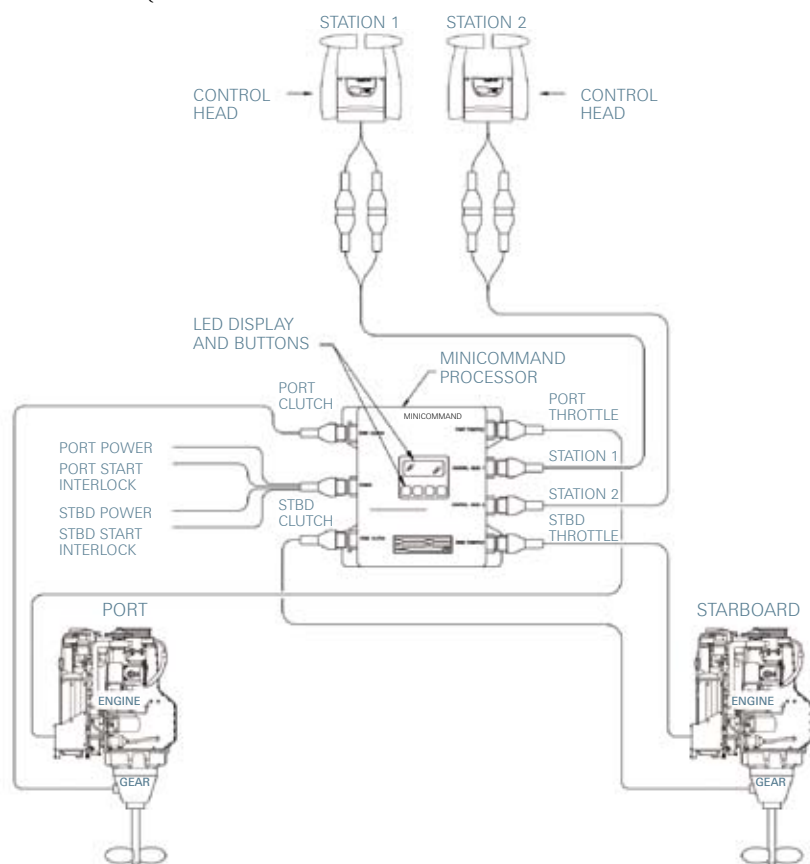 STATION 1
STATION 2
CONTROL
HEAD
CONTROL
HEAD
LED DISPLAY
AND BUTTONS
MINICOMMAND
PROCESSOR
PORT
CLUTCH
MINICOMMAND
PORT
THROTTLE
PORT POWER
PORT START
INTERLOCK
STBD POWER
STBD START
INTERLOCK
STBD
CLUTCH
STATION 1
STATION 2
STBD
THROTTLE
PORT
STARBOARD
ENGINE
GEAR
ENGINE
GEAR